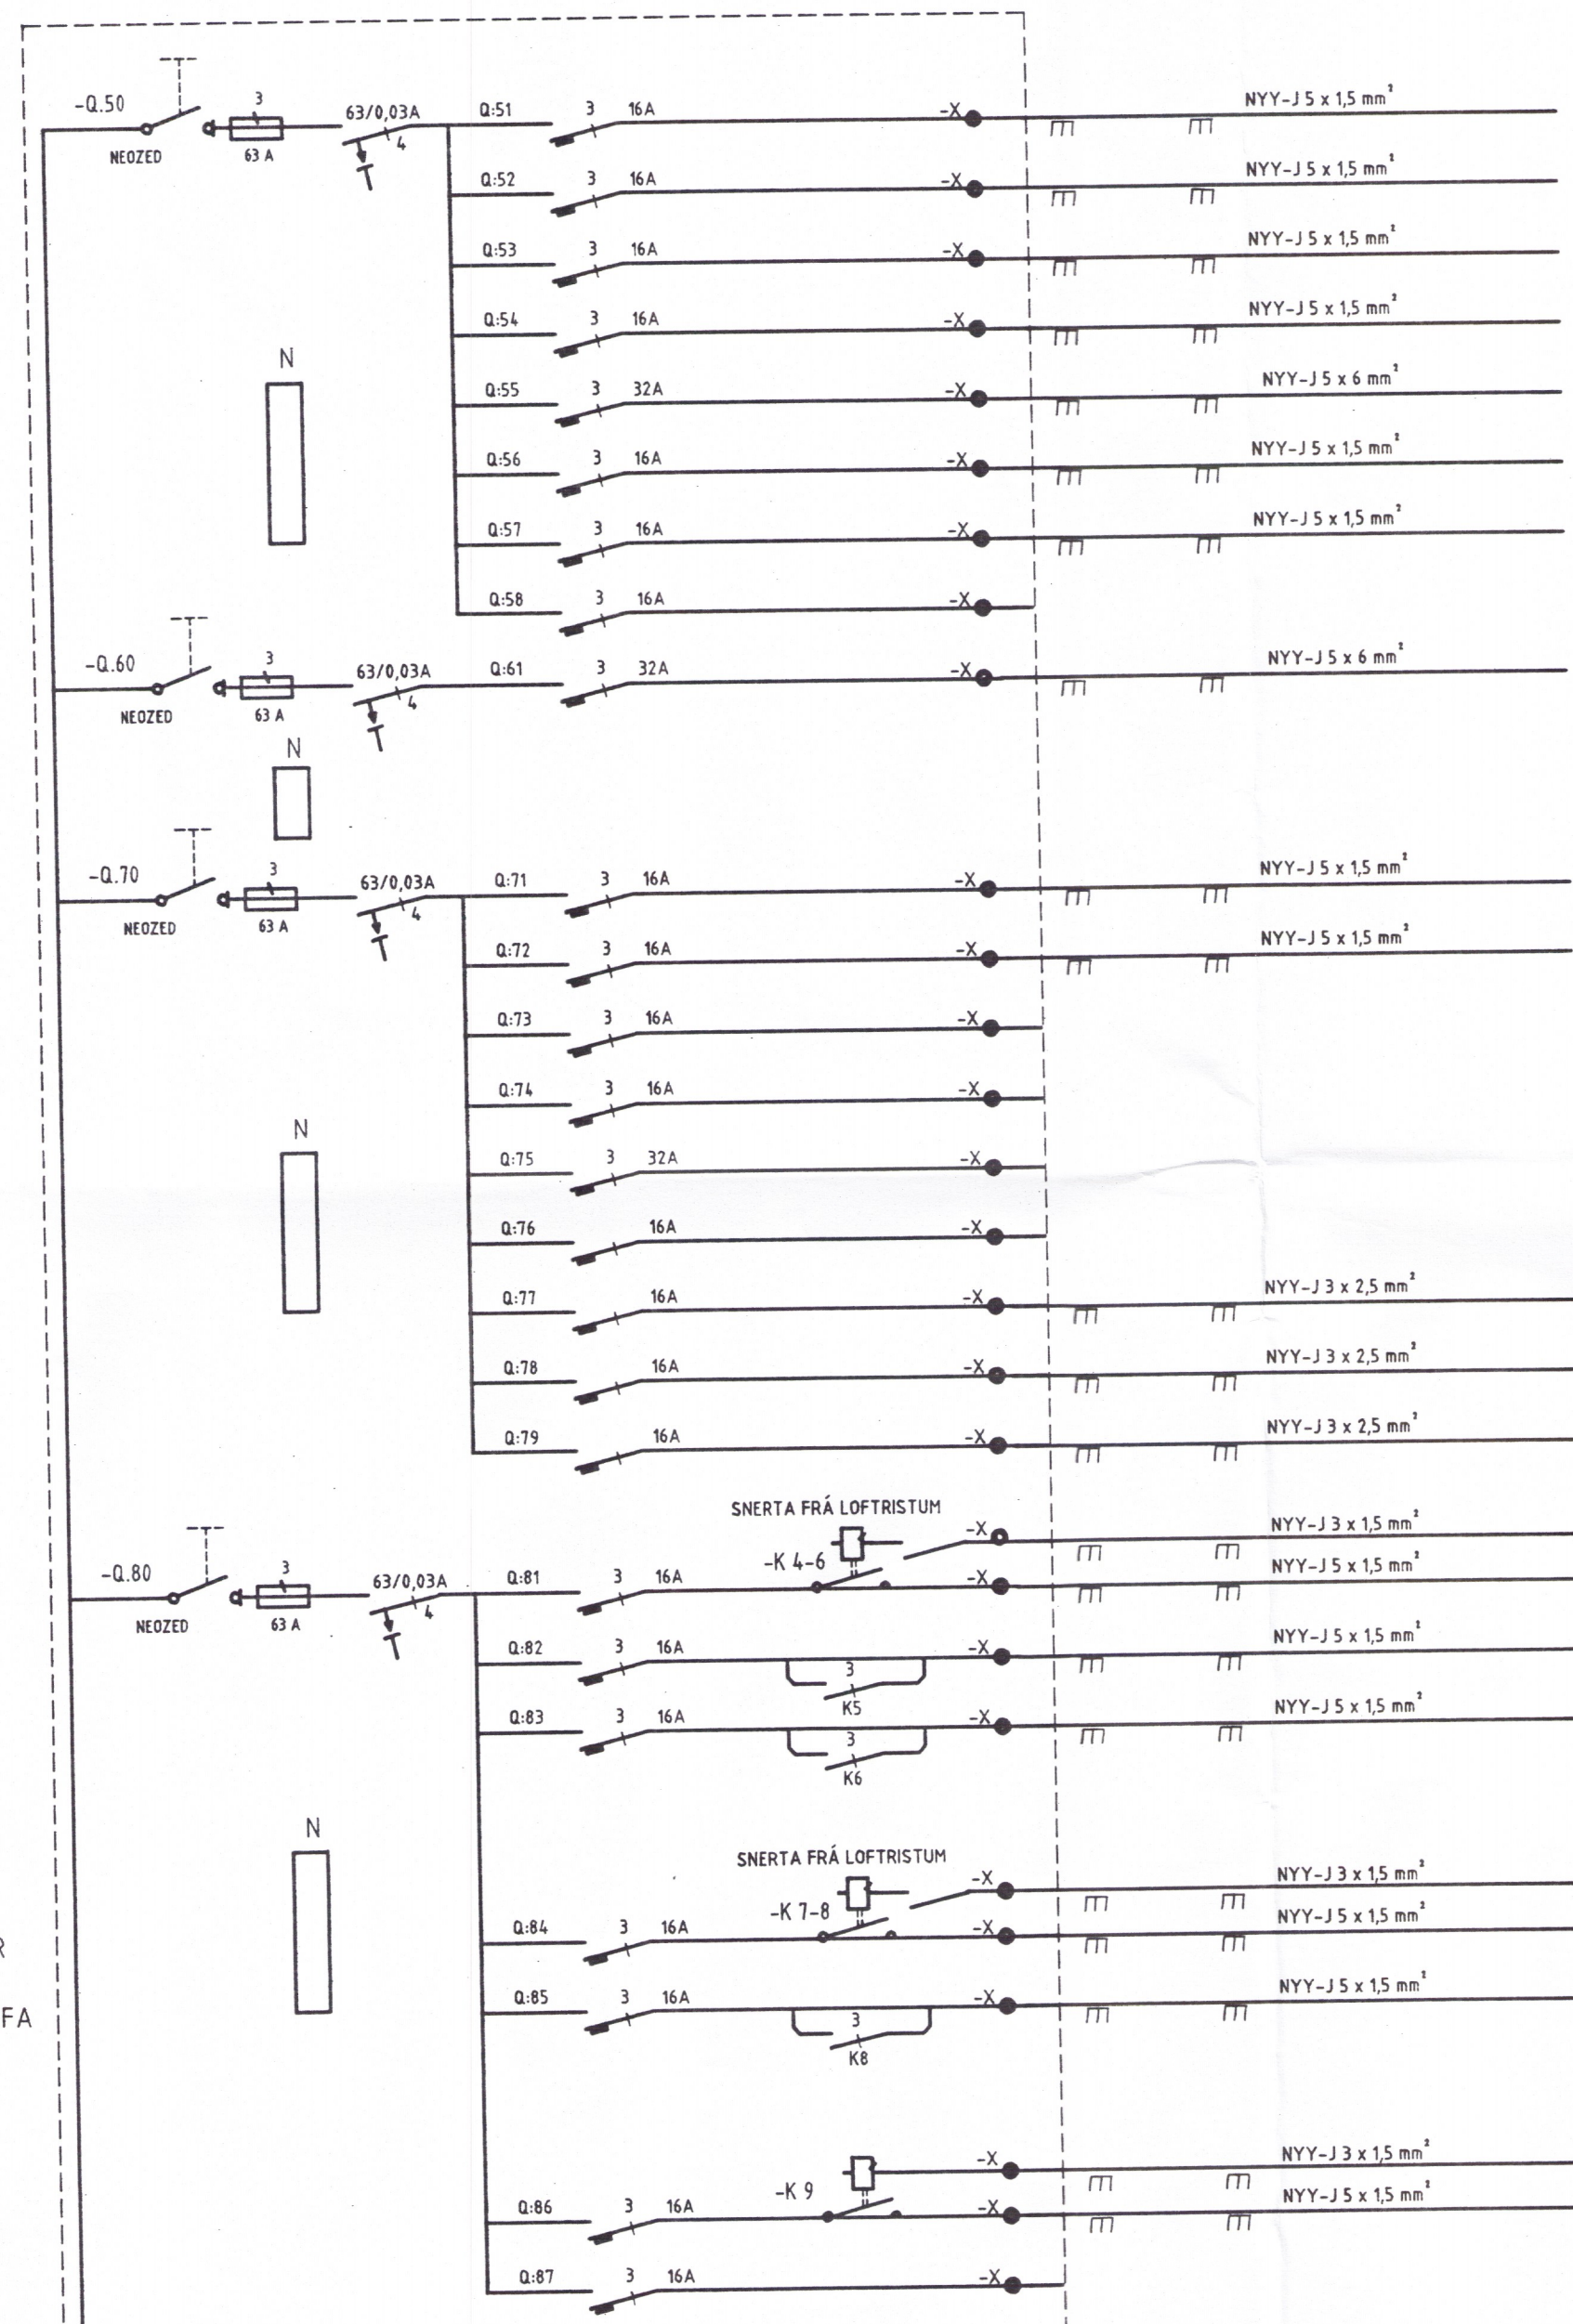 -Q.50 3 63/0,03A Q:51 3 16A -X NYY-J 5 x 1,5 mm²
NEOZED 63 A 4
Q:52 3 16A -X NYY-J 5 x 1,5 mm²
Q:53 3 16A -X NYY-J 5 x 1,5 mm²
Q:54 3 16A -X NYY-J 5 x 1,5 mm²
N
Q:55 3 32A -X NYY-J 5 x 6 mm²
Q:56 3 16A -X NYY-J 5 x 1,5 mm²
Q:57 3 16A -X NYY-J 5 x 1,5 mm²
Q:58 3 16A -X
-Q.60 3 63/0,03A Q:61 3 32A -X NYY-J 5 x 6 mm²
NEOZED 63 A 4
N
-Q.70 3 63/0,03A Q:71 3 16A -X NYY-J 5 x 1,5 mm²
NEOZED 63 A 4
Q:72 3 16A -X NYY-J 5 x 1,5 mm²
Q:73 3 16A -X
Q:74 3 16A -X
N
Q:75 3 32A -X
Q:76 16A -X
Q:77 16A -X NYY-J 3 x 2,5 mm²
Q:78 16A -X NYY-J 3 x 2,5 mm²
Q:79 16A -X NYY-J 3 x 2,5 mm²
SNERTA FRÁ LOFTRISTUM
-X NYY-J 3 x 1,5 mm²
-K 4-6
-Q.80 3 63/0,03A Q:81 3 16A -X NYY-J 5 x 1,5 mm²
NEOZED 63 A 4
Q:82 3 16A -X NYY-J 5 x 1,5 mm²
3
K5
Q:83 3 16A -X NYY-J 5 x 1,5 mm²
3
K6
N
SNERTA FRÁ LOFTRISTUM
-X NYY-J 3 x 1,5 mm²
-K 7-8
Q:84 3 16A -X NYY-J 5 x 1,5 mm²
R
Q:85 3 16A -X NYY-J 5 x 1,5 mm²
FA
3
K8
-X NYY-J 3 x 1,5 mm²
-K 9
Q:86 3 16A -X NYY-J 5 x 1,5 mm²
Q:87 3 16A -X